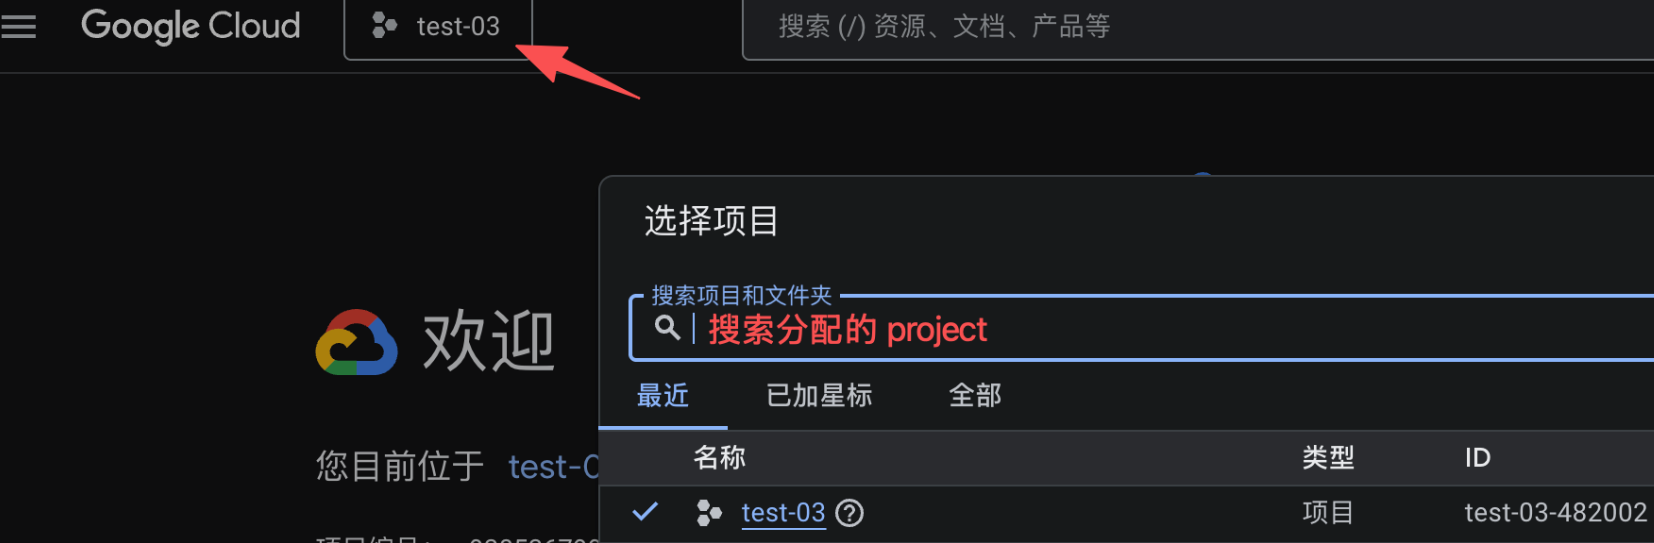 Google Cloud
test-03
搜索 (/) 资源、文档、产品等
选择项目
搜索项目和文件夹
搜索分配的 project
最近 已加星标 全部
名称 类型 ID
test-03 项目 test-03-482002
欢迎
您目前位于 test-0